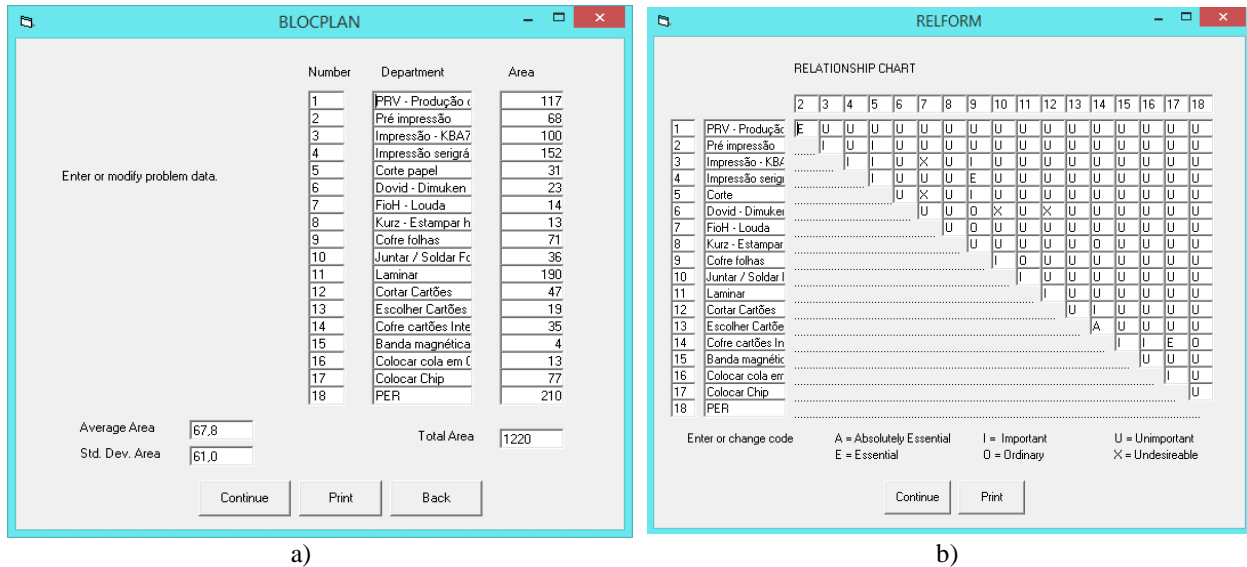 BLOCPLAN
Number Department Area
1 PRV - Produção 117
2 Pré impressão 68
3 Impressão - KBA7 100
4 Impressão serigrá 152
5 Corte papel 31
6 Dovid - Dimuken 23
7 FioH - Louda 14
8 Kurz - Estampar h 13
9 Cofre folhas 71
10 Juntar / Soldar Fo 36
11 Laminar 190
12 Cortar Cartões 47
13 Escolher Cartões 19
14 Cofre cartões Inte 35
15 Banda magnética 4
16 Colocar cola em 13
17 Colocar Chip 77
18 PER 210
Enter or modify problem data.
Average Area 67,8
Std. Dev. Area 61,0
Total Area 1220
Continue Print Back
a)
RELFORM
RELATIONSHIP CHART
2 3 4 5 6 7 8 9 10 11 12 13 14 15 16 17 18
1 PRV - Produção E U U U U U U U U U U U U U U U U
2 Pré impressão I U I U U U U U U U U U U U U U
3 Impressão - KBA I I U X U I U U U U U U U U U
4 Impressão serigr I U U U E U U U U U U U U U
5 Corte U X U I U U U U U U U U U
6 Dovid - Dimuker U U O X U X U U U U U U
7 FioH - Louda U O U U U U U U U U U
8 Kurz - Estampar U U U U U O U U U U
9 Cofre folhas I O U U U U U U U
10 Juntar / Soldar I U U U U U U U
11 Laminar I U U U U U U
12 Cortar Cartões U I U U U U
13 Escolher Cartõe A U U U U
14 Cofre cartões In I I E O
15 Banda magnétic U U U
16 Colocar cola em I U
17 Colocar Chip U
18 PER
Enter or change code A = Absolutely Essential I = Important U = Unimportant
E = Essential O = Ordinary X = Undesireable
Continue Print
b)